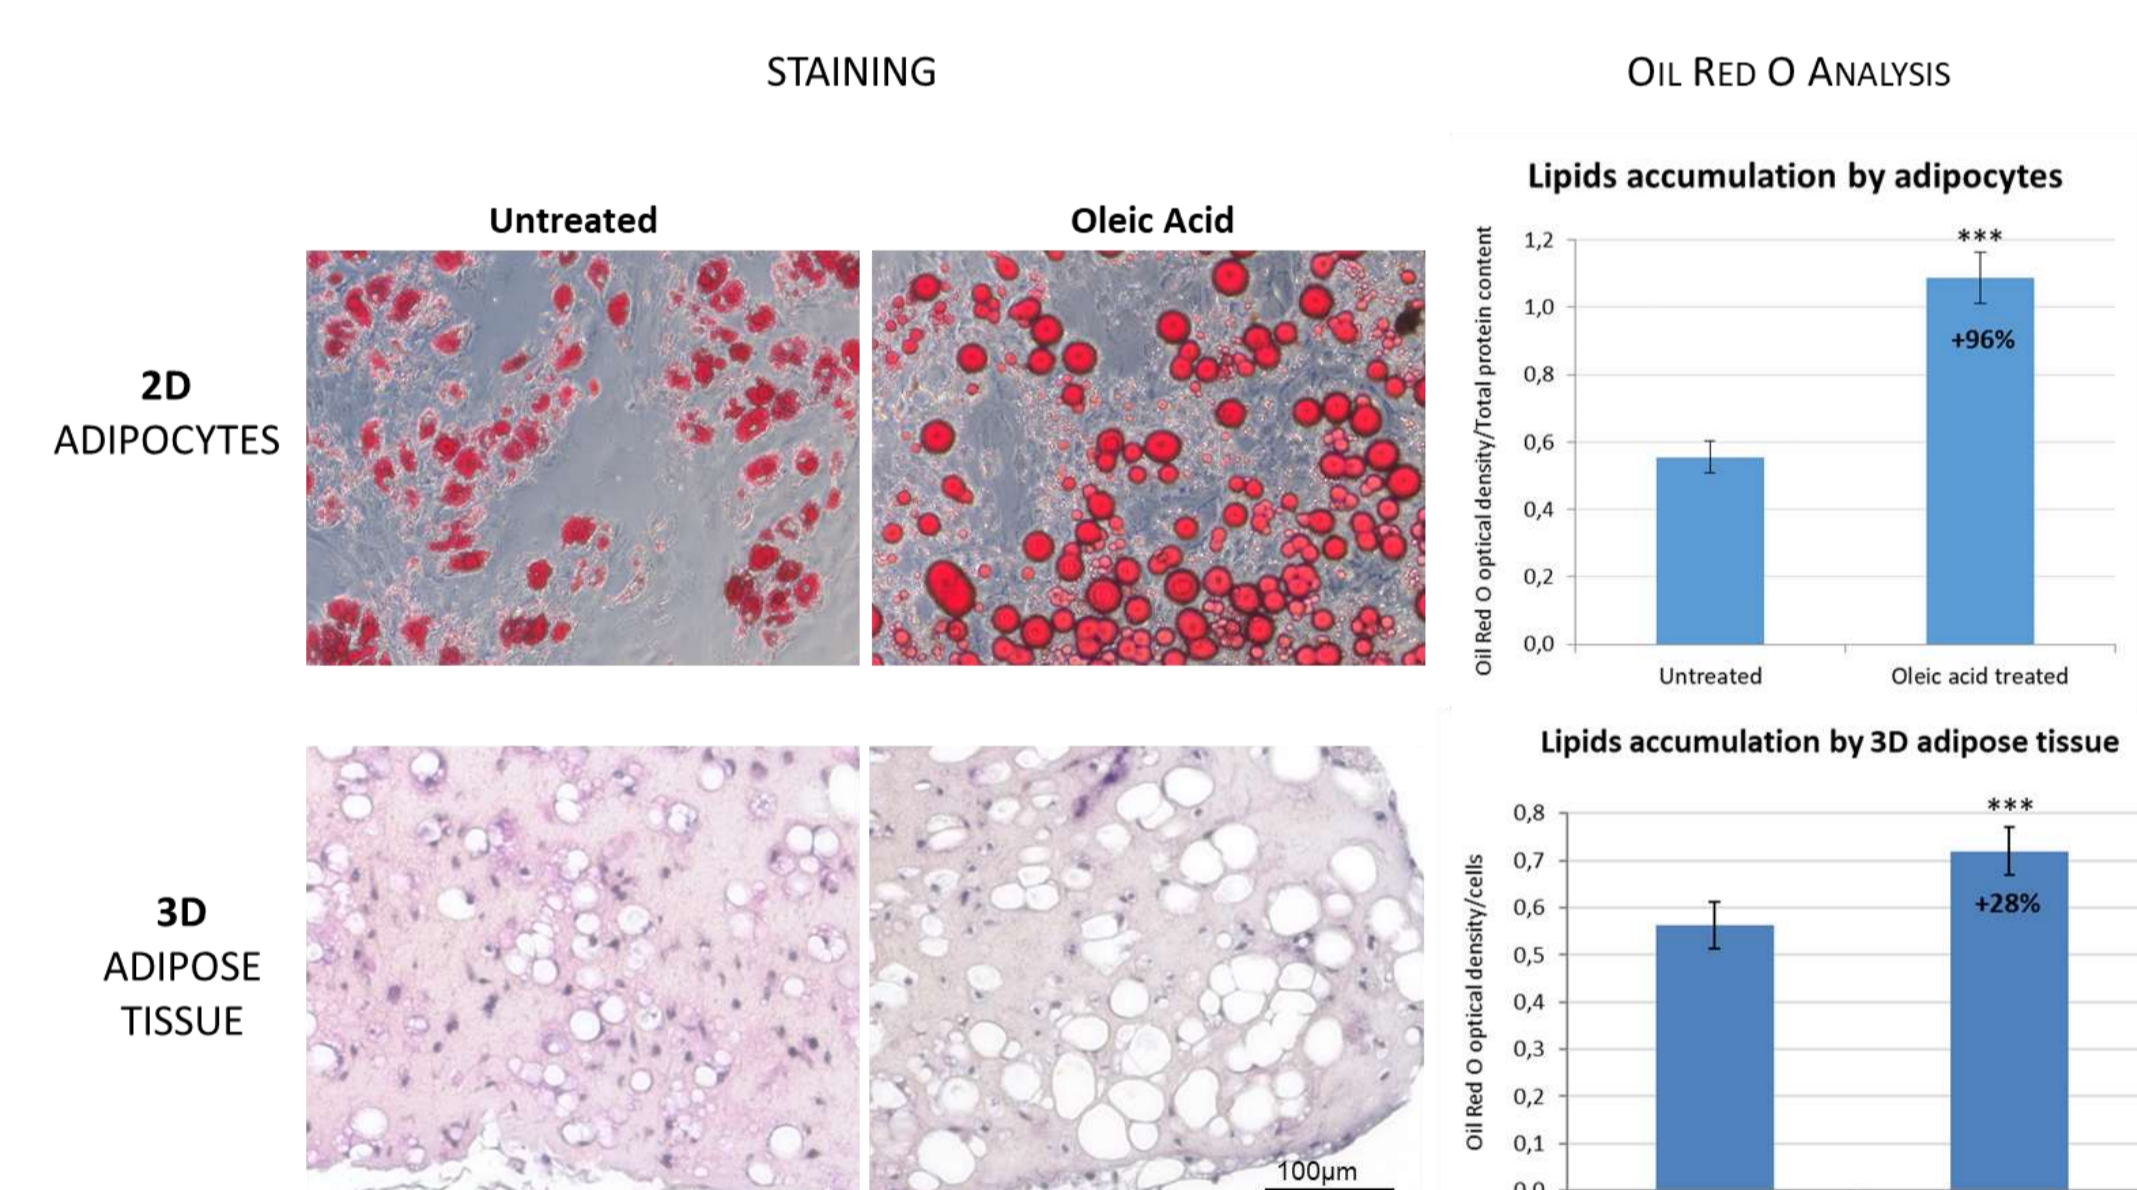 STAINING
OIL RED O ANALYSIS
Untreated
Oleic Acid
2D
ADIPOCYTES
Lipids accumulation by adipocytes
Oil Red O optical density/Total protein content
1,2
1,0
0,8
0,6
0,4
0,2
0,0
***
+96%
Untreated
Oleic acid treated
3D
ADIPOSE
TISSUE
100µm
Lipids accumulation by 3D adipose tissue
Oil Red O optical density/cells
0,8
0,7
0,6
0,5
0,4
0,3
0,2
0,1
0,0
***
+28%